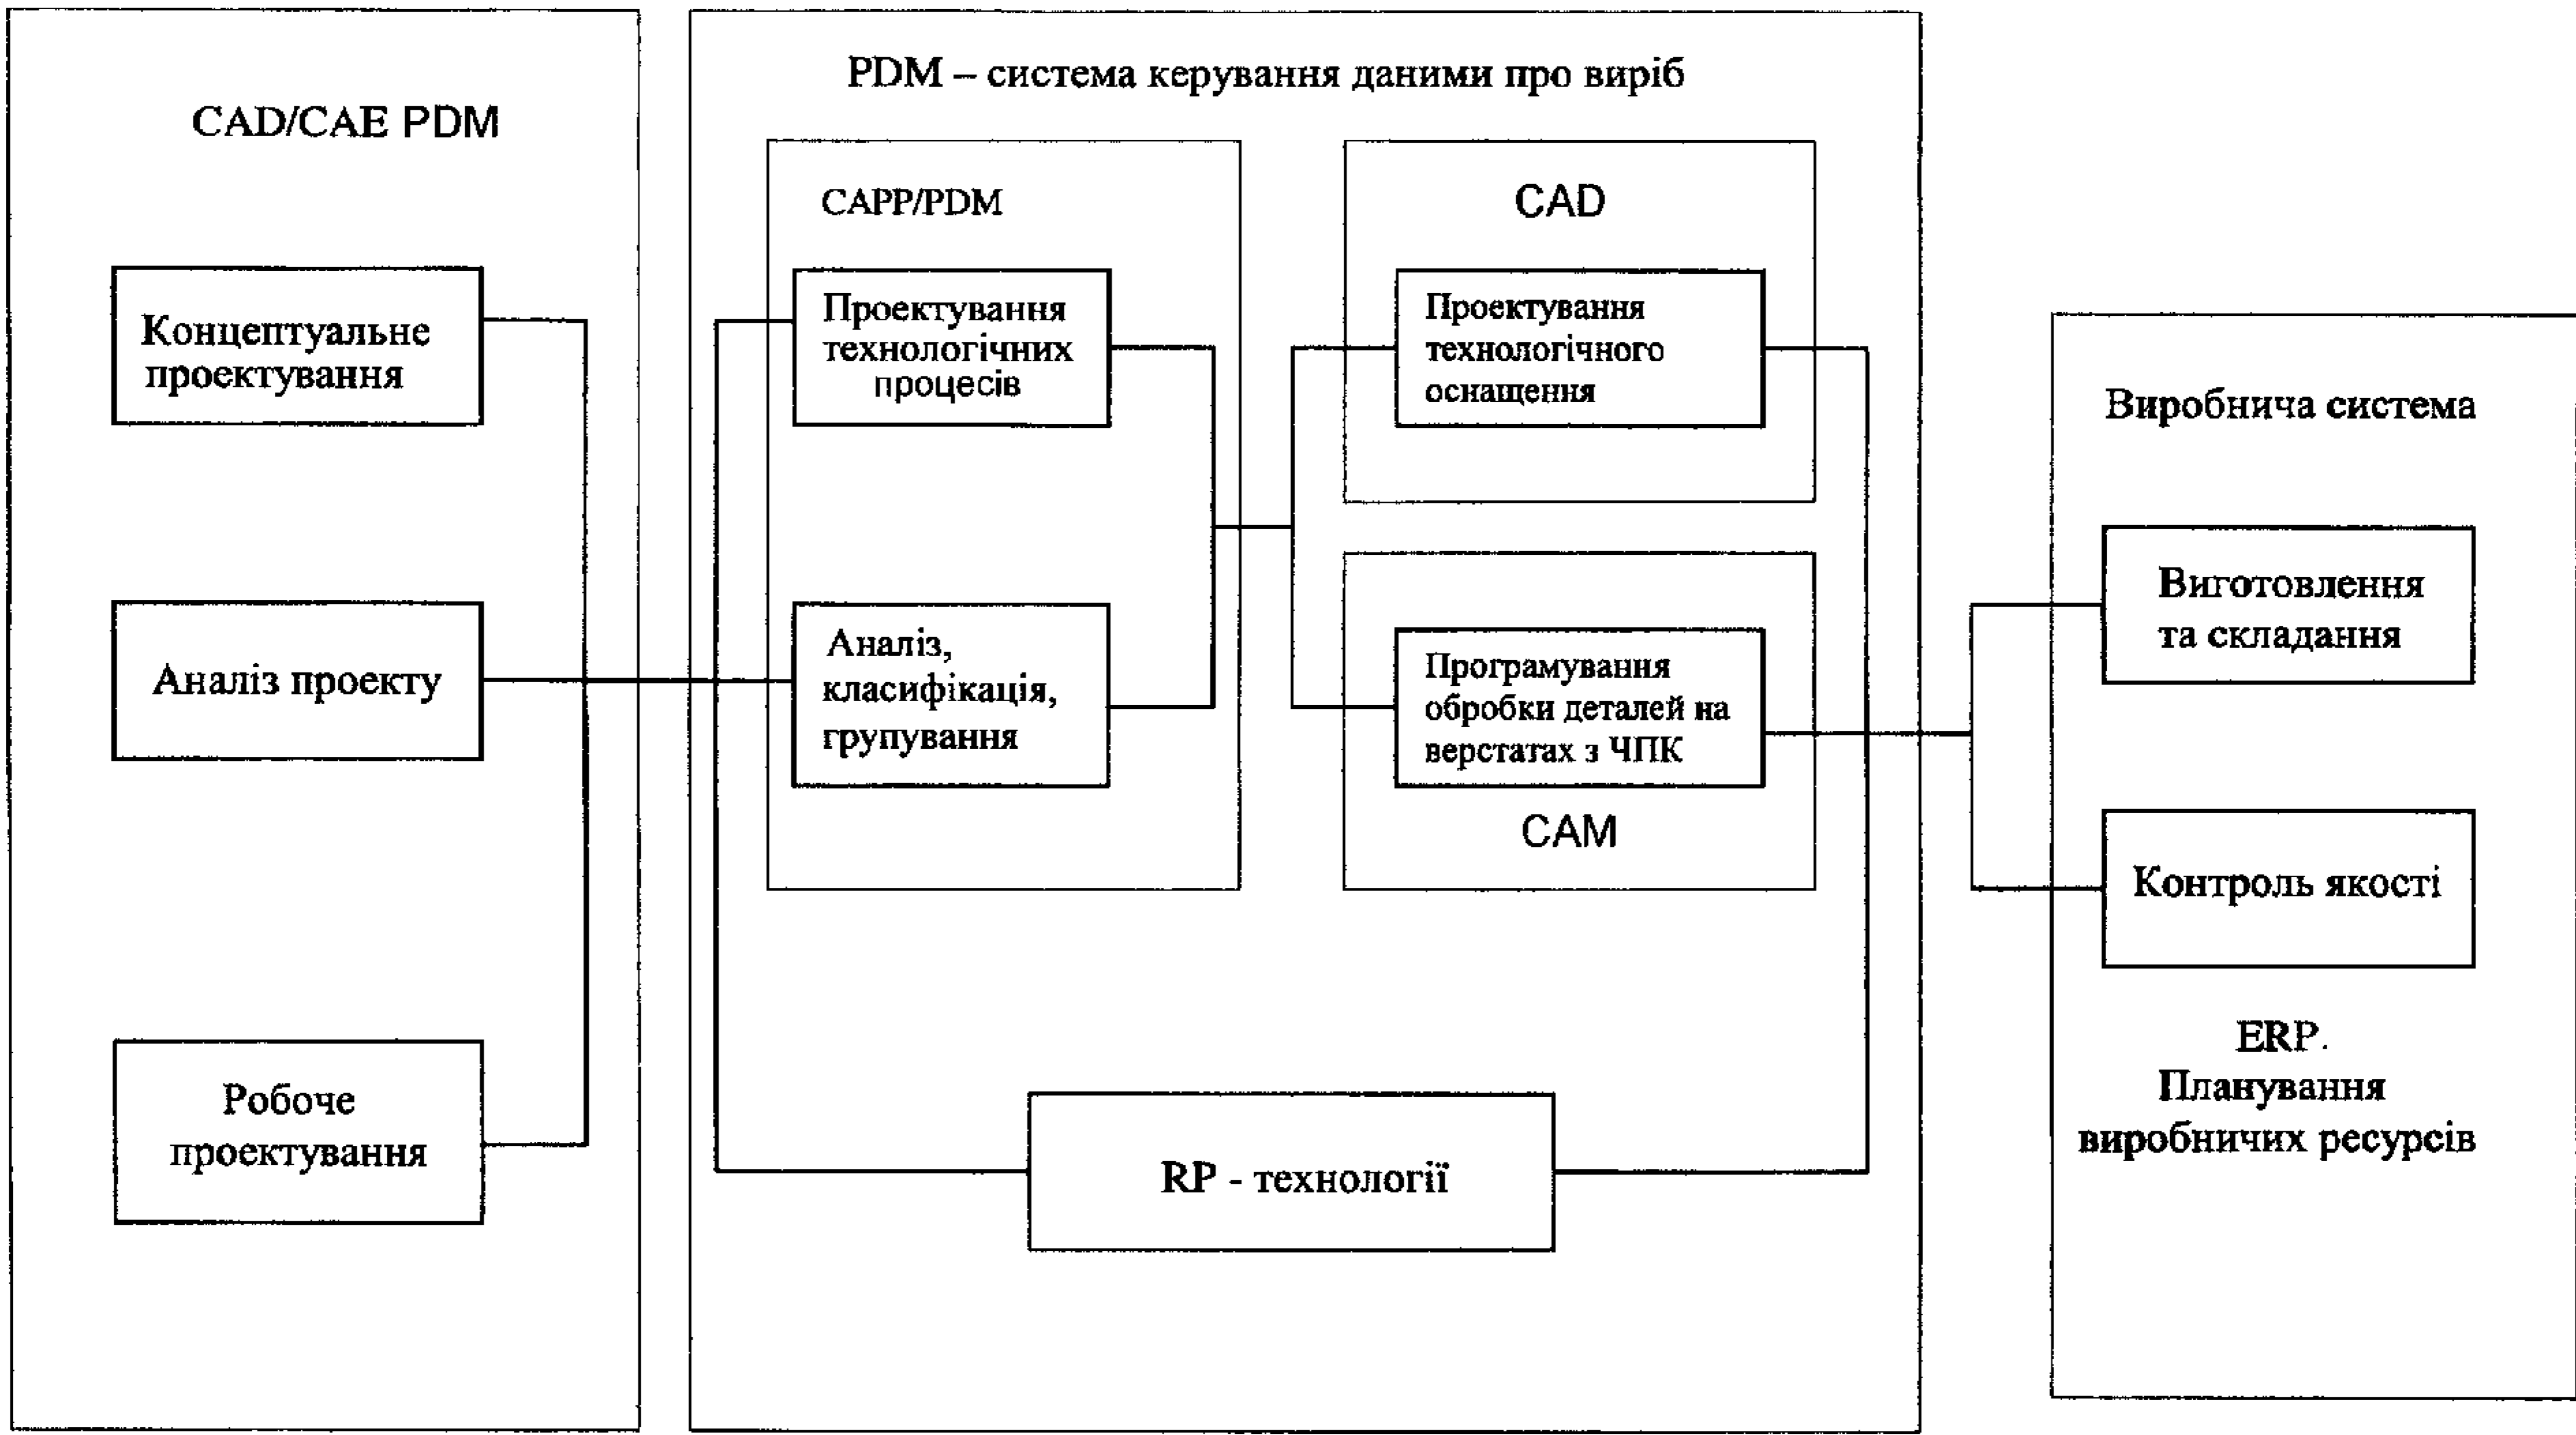 CAD/CAE PDM
Концептуальне
проектування
Аналіз проекту
Робоче
проектування
PDM – система керування даними про виріб
CAPP/PDM
Проектування
технологічних
процесів
Аналіз,
класифікація,
групування
CAD
Проектування
технологічного
оснащення
Програмування
обробки деталей на
верстатах з ЧПК
CAM
RP - технології
Виробнича система
Виготовлення
та складання
Контроль якості
ERP.
Планування
виробничих ресурсів